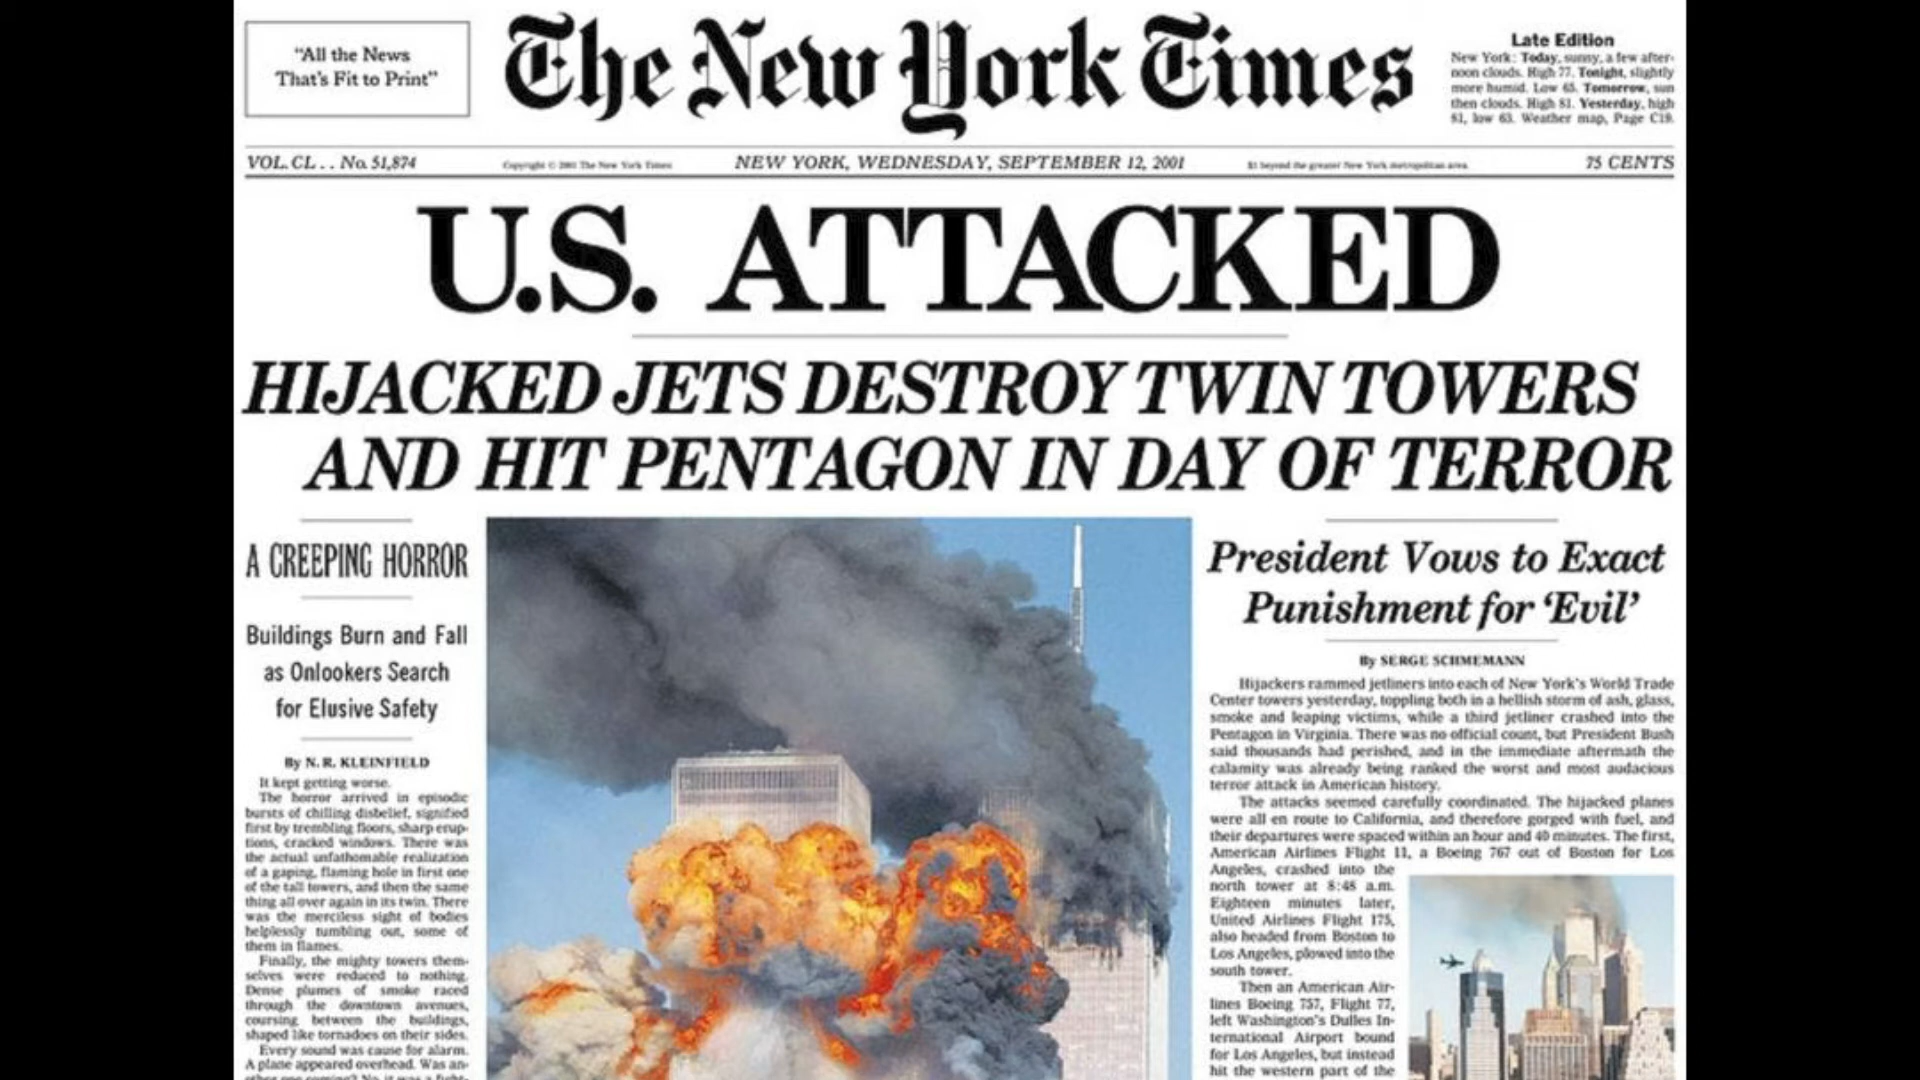 "All the News
That's Fit to Print"
The New York Times
Late Edition
New York: Today, sunny, a few after-
noon clouds. High 77. Tonight, slightly
more humid. Low 65. Tomorrow, sun
then clouds. High 81. Yesterday, high
81, low 63. Weather map, Page C19.
VOL. CL . . No. 51,874
Copyright © 2001 The New York Times
NEW YORK, WEDNESDAY, SEPTEMBER 12, 2001
$1 beyond the greater New York metropolitan area.
75 CENTS
U.S. ATTACKED
HIJACKED JETS DESTROY TWIN TOWERS
AND HIT PENTAGON IN DAY OF TERROR
A CREEPING HORROR
Buildings Burn and Fall
as Onlookers Search
for Elusive Safety
By N. R. KLEINFIELD
It kept getting worse.
The horror arrived in episodic
bursts of chilling disbelief, signified
first by trembling floors, sharp erup-
tions, cracked windows. There was
the actual unfathomable realization
of a gaping, flaming hole in first one
of the tall towers, and then the same
thing all over again in its twin. There
was the merciless sight of bodies
helplessly tumbling out, some of
them in flames.
Finally, the mighty towers them-
selves were reduced to nothing.
Dense plumes of smoke raced
through the downtown avenues,
coursing between the buildings,
shaped like tornadoes on their sides.
Every sound was cause for alarm.
A plane appeared overhead. Was an-
President Vows to Exact
Punishment for 'Evil'
By SERGE SCHMEMANN
Hijackers rammed jetliners into each of New York's World Trade
Center towers yesterday, toppling both in a hellish storm of ash, glass,
smoke and leaping victims, while a third jetliner crashed into the
Pentagon in Virginia. There was no official count, but President Bush
said thousands had perished, and in the immediate aftermath the
calamity was already being ranked the worst and most audacious
terror attack in American history.
The attacks seemed carefully coordinated. The hijacked planes
were all en route to California, and therefore gorged with fuel, and
their departures were spaced within an hour and 40 minutes. The first,
American Airlines Flight 11, a Boeing 767 out of Boston for Los
Angeles, crashed into the
north tower at 8:48 a.m.
Eighteen minutes later,
United Airlines Flight 175,
also headed from Boston to
Los Angeles, plowed into the
south tower.
Then an American Air-
lines Boeing 757, Flight 77,
left Washington's Dulles In-
ternational Airport bound
for Los Angeles, but instead
hit the western part of the